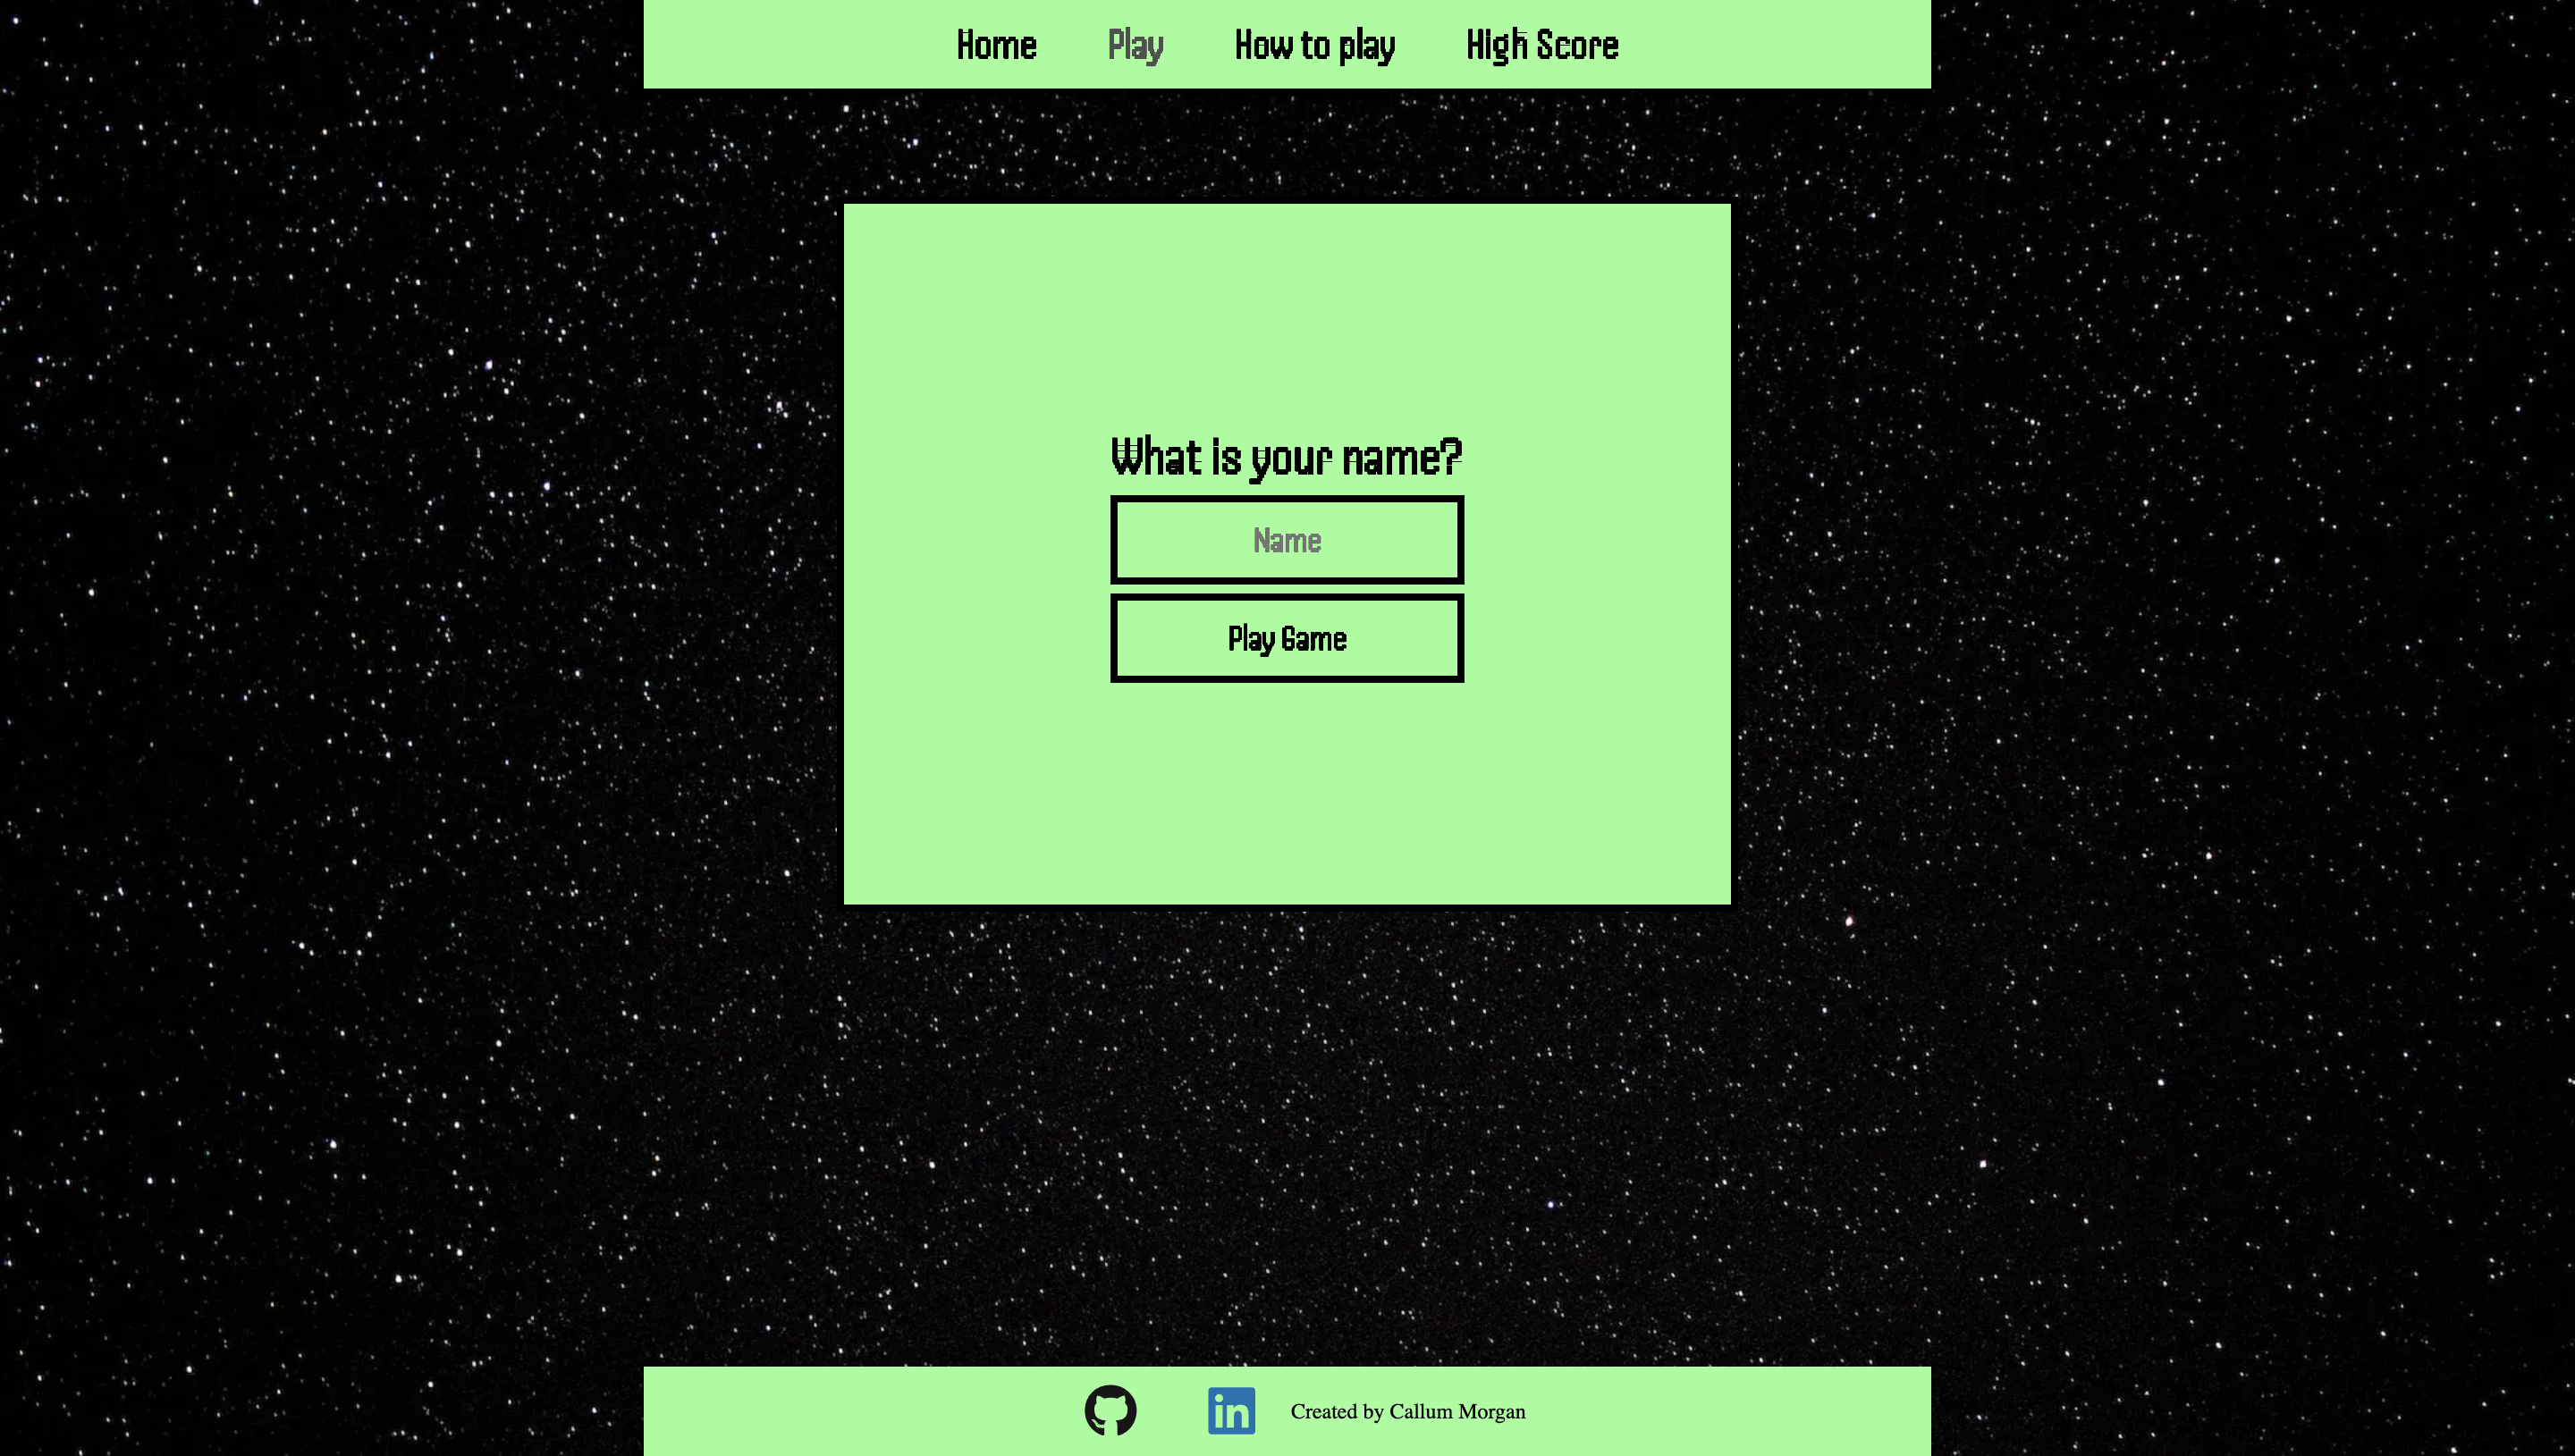 Home Play How to play High Score
What is your name?
Name
Play Game
in Created by Callum Morgan